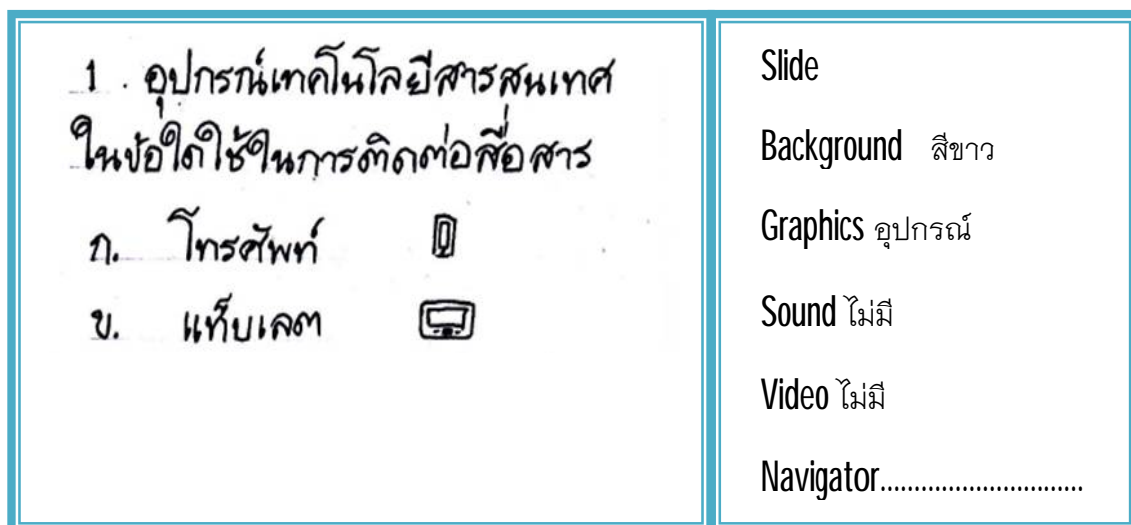 1. อุปกรณ์เทคโนโลยีสารสนเทศ
ในข้อใดใช้ในการติดต่อสื่อสาร
ก. โทรศัพท์
ข. แท็บเลต
Slide
Background สีขาว
Graphics อุปกรณ์
Sound ไม่มี
Video ไม่มี
Navigator..............................